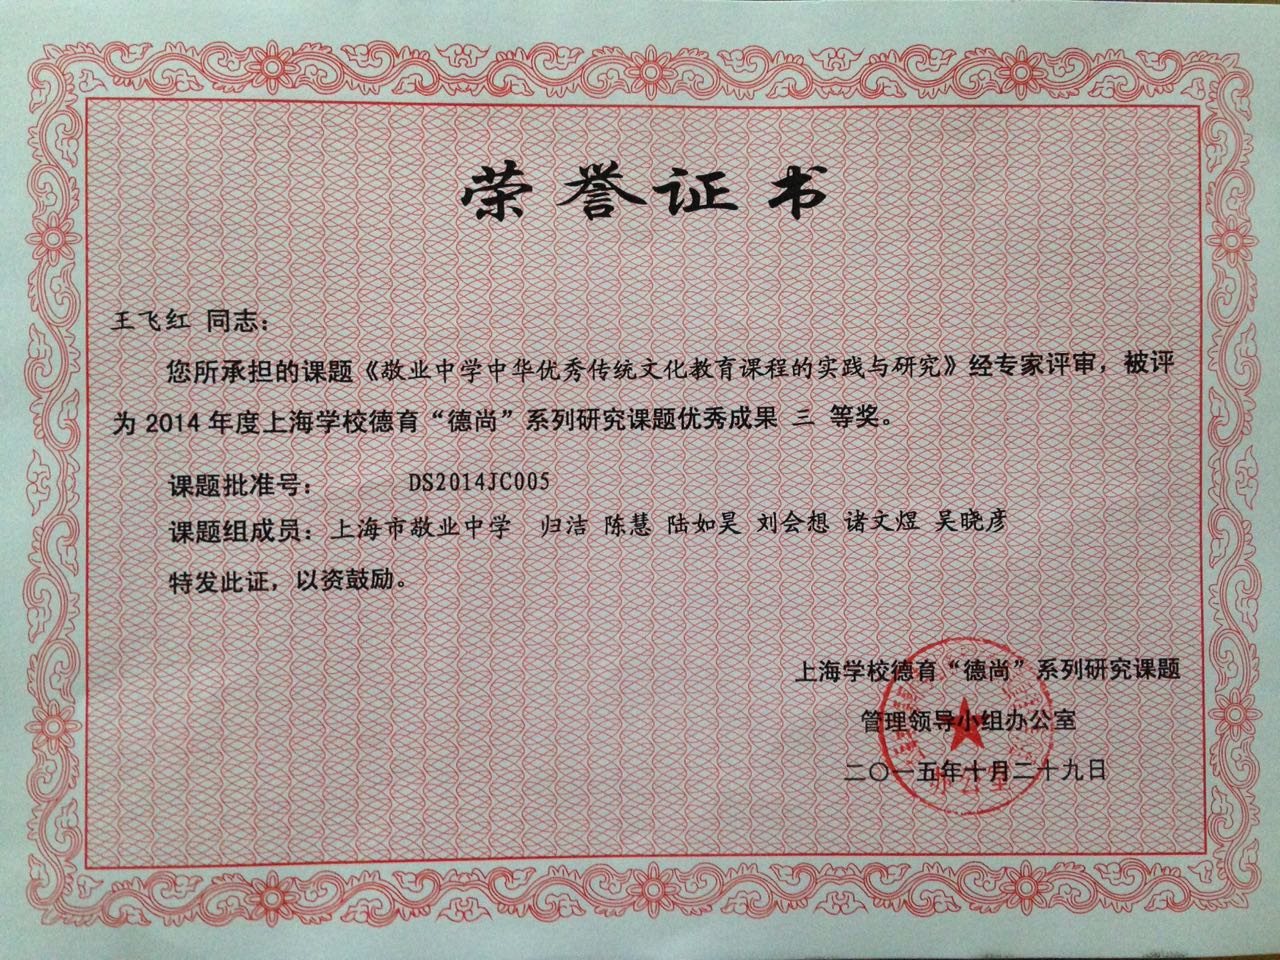 荣誉证书
王飞红 同志：
您所承担的课题《敬业中学中华优秀传统文化教育课程的实践与研究》经专家评审，被评
为 2014 年度上海学校德育“德尚”系列研究课题优秀成果 三 等奖。
课题批准号： DS2014JC005
课题组成员：上海市敬业中学 归洁 陈慧 陆如昊 刘会想 诸文煜 吴晓彦
特发此证，以资鼓励。
上海学校德育“德尚”系列研究课题
管理领导小组办公室
二〇一五年十月二十九日
办公室